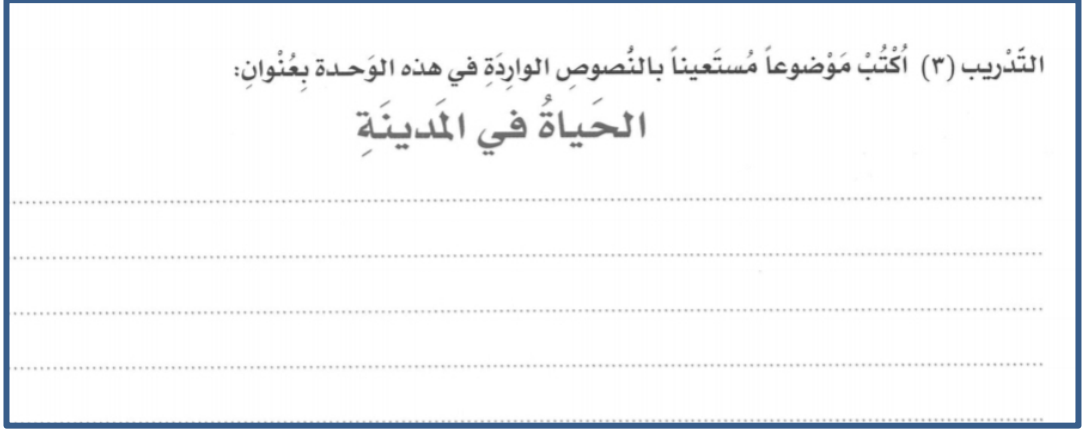 التَّدْريب (٣) اُكْتُبْ مَوْضوعاً مُستَعيناً بالنُّصوصِ الوارِدَةِ في هذه الوَحدة بِعُنْوانِ:
الحَياةُ في المَدينَةِ